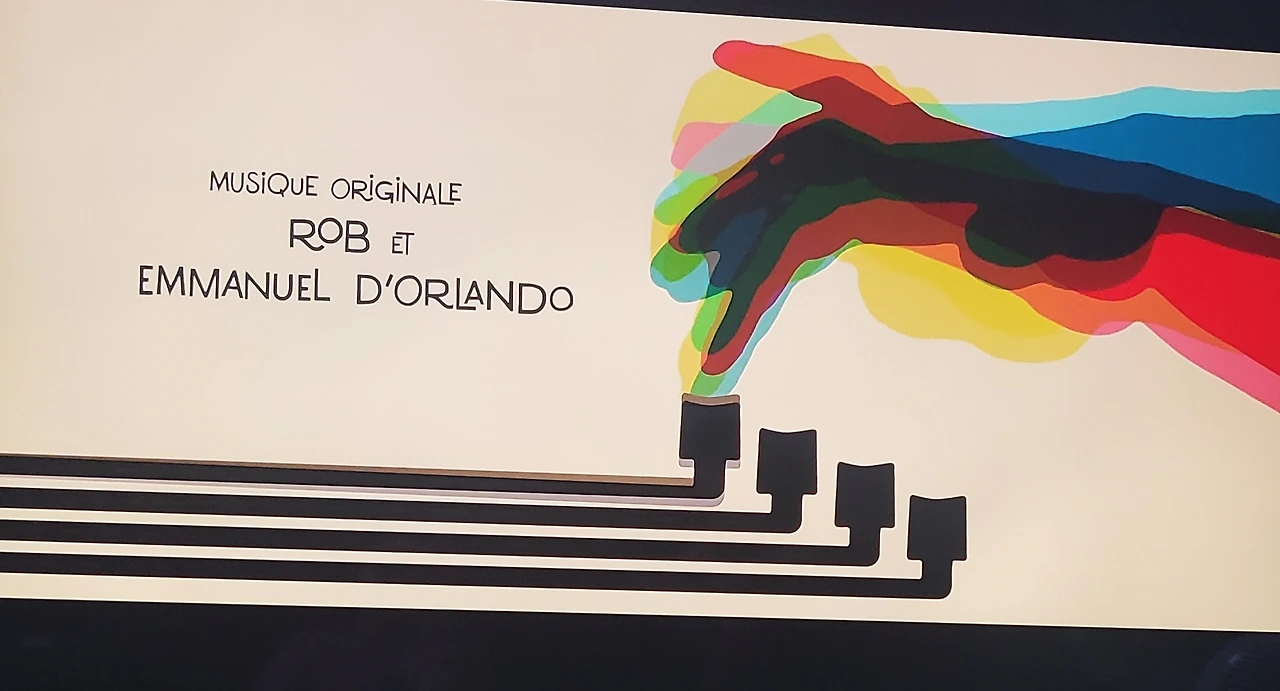 MUSiQUE ORiGiNALE
ROB ET
EMMANUEL D'ORLANDO